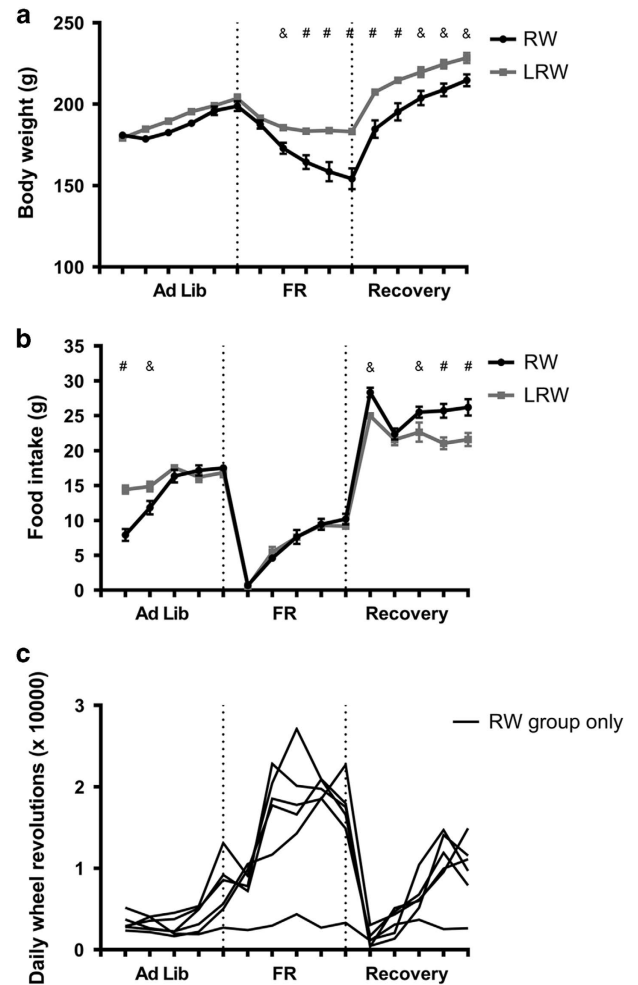 a
Body weight (g)
250
200
150
100
& # # # # # & & &
RW
LRW
Ad Lib FR Recovery
b
Food intake (g)
35
30
25
20
15
10
5
0
# & & & # #
RW
LRW
Ad Lib FR Recovery
c
Daily wheel revolutions (x 10000)
3
2
1
0
RW group only
Ad Lib FR Recovery